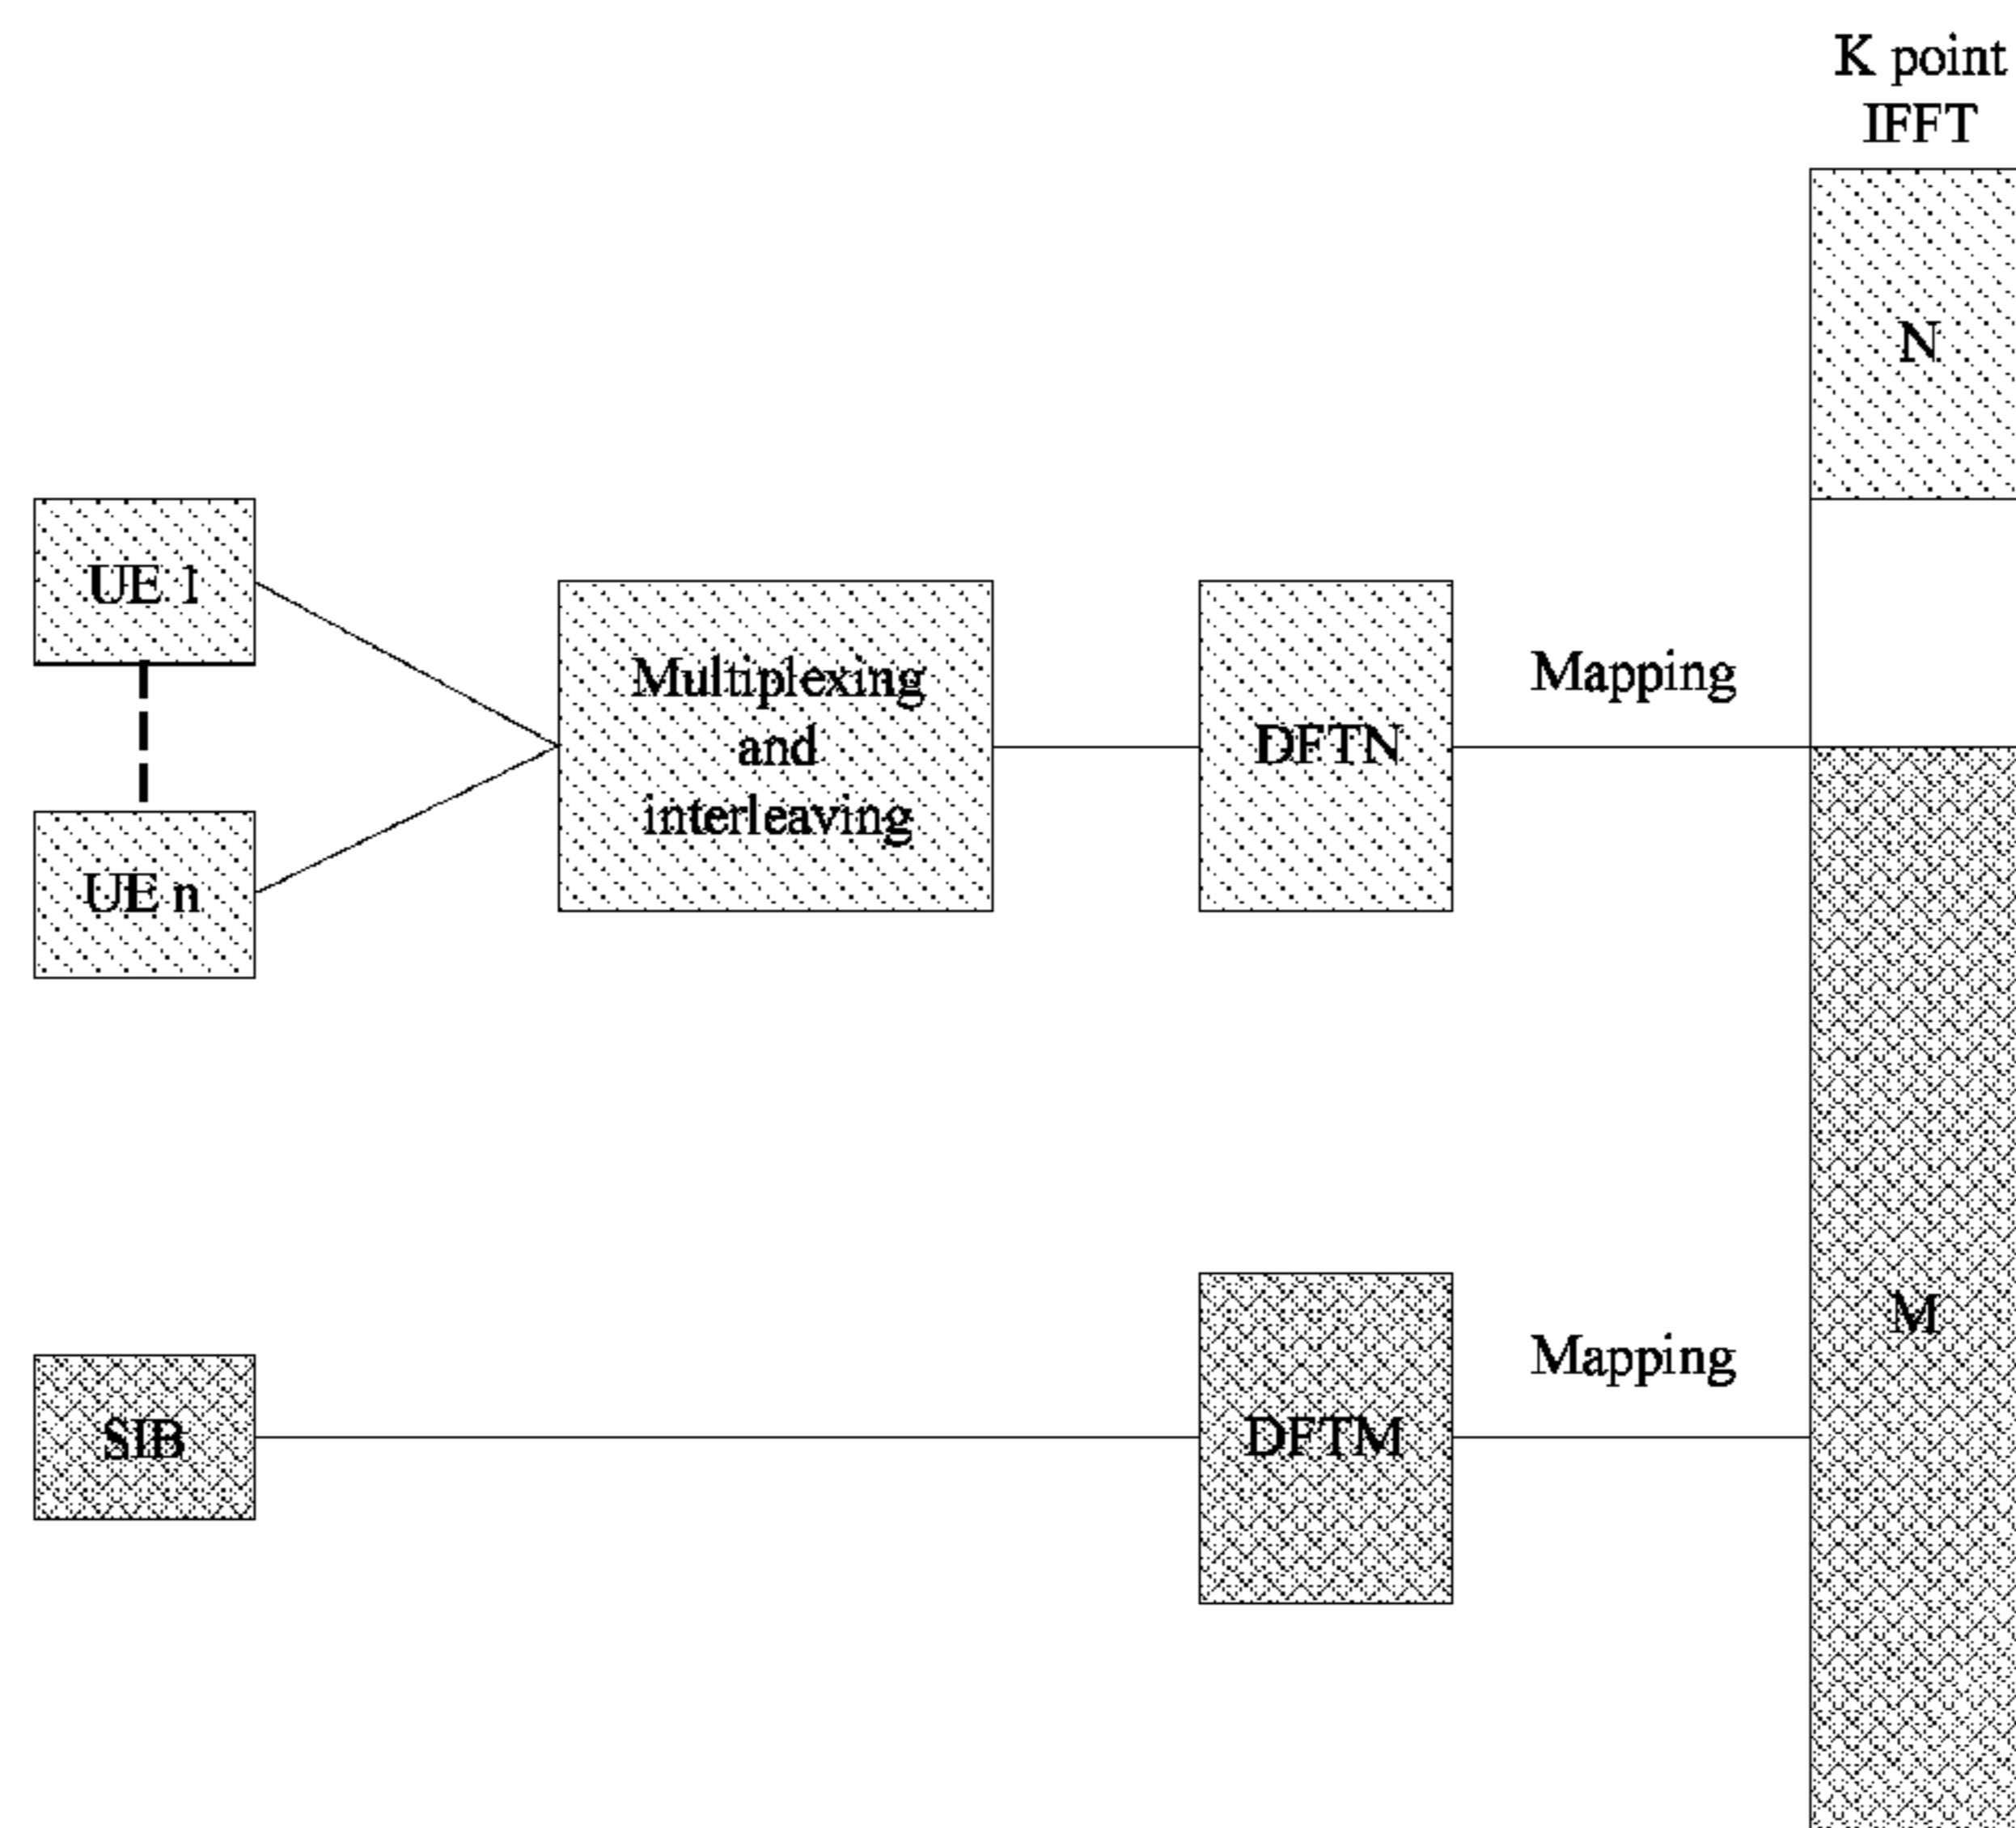 K point
IFFT
N
UE 1
Multiplexing
and
interleaving
DFTN
Mapping
UE n
M
Mapping
SIB
DFTM